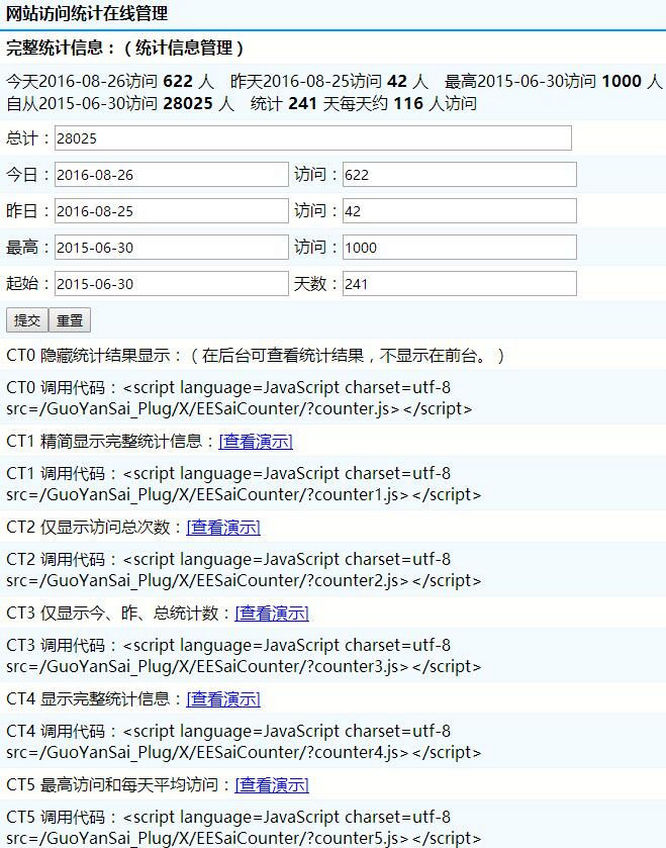 网站访问统计在线管理
完整统计信息：（统计信息管理）
今天2016-08-26访问 622 人 昨天2016-08-25访问 42 人 最高2015-06-30访问 1000 人
自从2015-06-30访问 28025 人 统计 241 天每天约 116 人访问
总计：28025
今日：2016-08-26 访问：622
昨日：2016-08-25 访问：42
最高：2015-06-30 访问：1000
起始：2015-06-30 天数：241
提交 重置
CT0 隐藏统计结果显示：（在后台可查看统计结果，不显示在前台。）
CT0 调用代码：<script language=JavaScript charset=utf-8
src=/GuoYanSai_Plug/X/EESaiCounter/?counter.js></script>
CT1 精简显示完整统计信息：[查看演示]
CT1 调用代码：<script language=JavaScript charset=utf-8
src=/GuoYanSai_Plug/X/EESaiCounter/?counter1.js></script>
CT2 仅显示访问总次数：[查看演示]
CT2 调用代码：<script language=JavaScript charset=utf-8
src=/GuoYanSai_Plug/X/EESaiCounter/?counter2.js></script>
CT3 仅显示今、昨、总统计数：[查看演示]
CT3 调用代码：<script language=JavaScript charset=utf-8
src=/GuoYanSai_Plug/X/EESaiCounter/?counter3.js></script>
CT4 显示完整统计信息：[查看演示]
CT4 调用代码：<script language=JavaScript charset=utf-8
src=/GuoYanSai_Plug/X/EESaiCounter/?counter4.js></script>
CT5 最高访问和每天平均访问：[查看演示]
CT5 调用代码：<script language=JavaScript charset=utf-8
src=/GuoYanSai_Plug/X/EESaiCounter/?counter5.js></script>